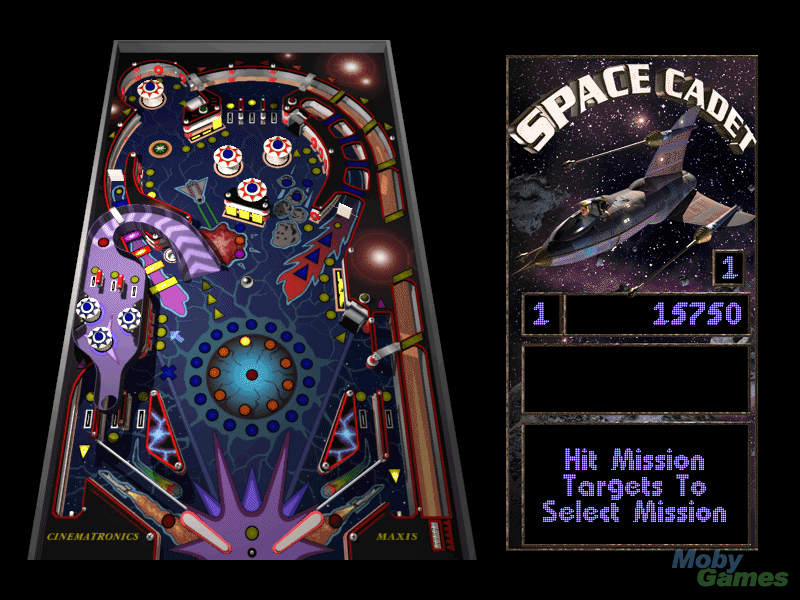 SPACE CADET
1
1 15750
Hit Mission
Targets To
Select Mission
CINEMATRONICS
MAXIS
Moby
Games